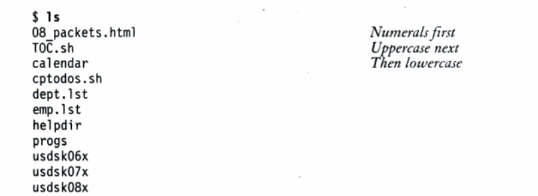 $ ls
08_packets.html Numerals first
TOC.sh Uppercase next
calendar Then lowercase
cptodos.sh
dept.lst
emp.lst
helpdir
progs
usdsk06x
usdsk07x
usdsk08x